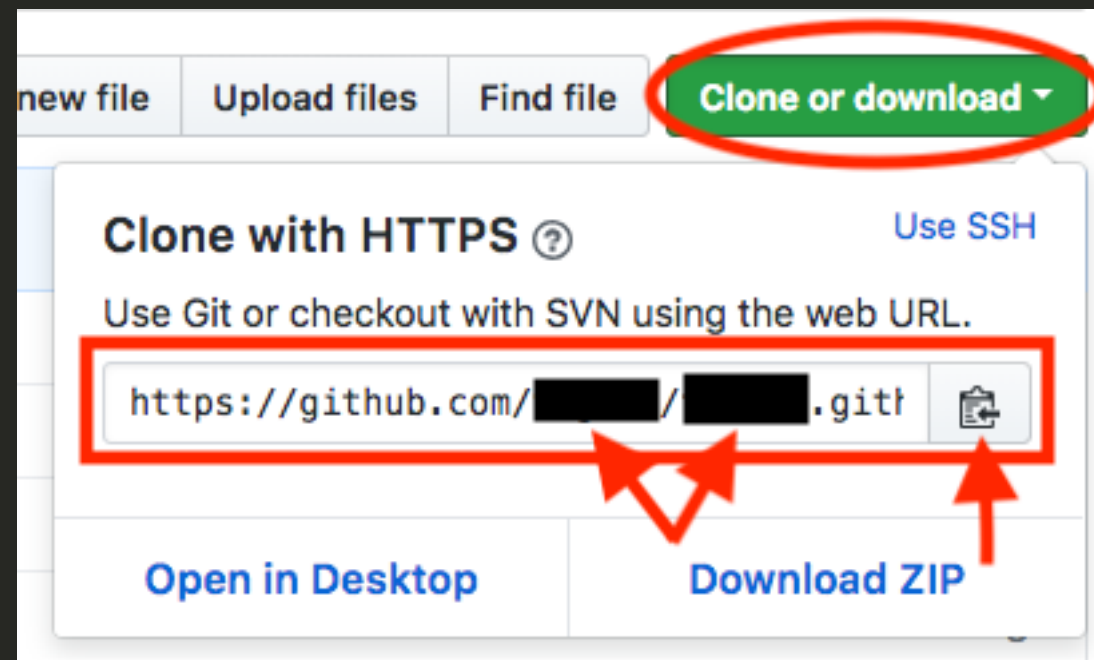 new file Upload files Find file Clone or download
Clone with HTTPS Use SSH
Use Git or checkout with SVN using the web URL.
https://github.com/ / .gith
Open in Desktop Download ZIP